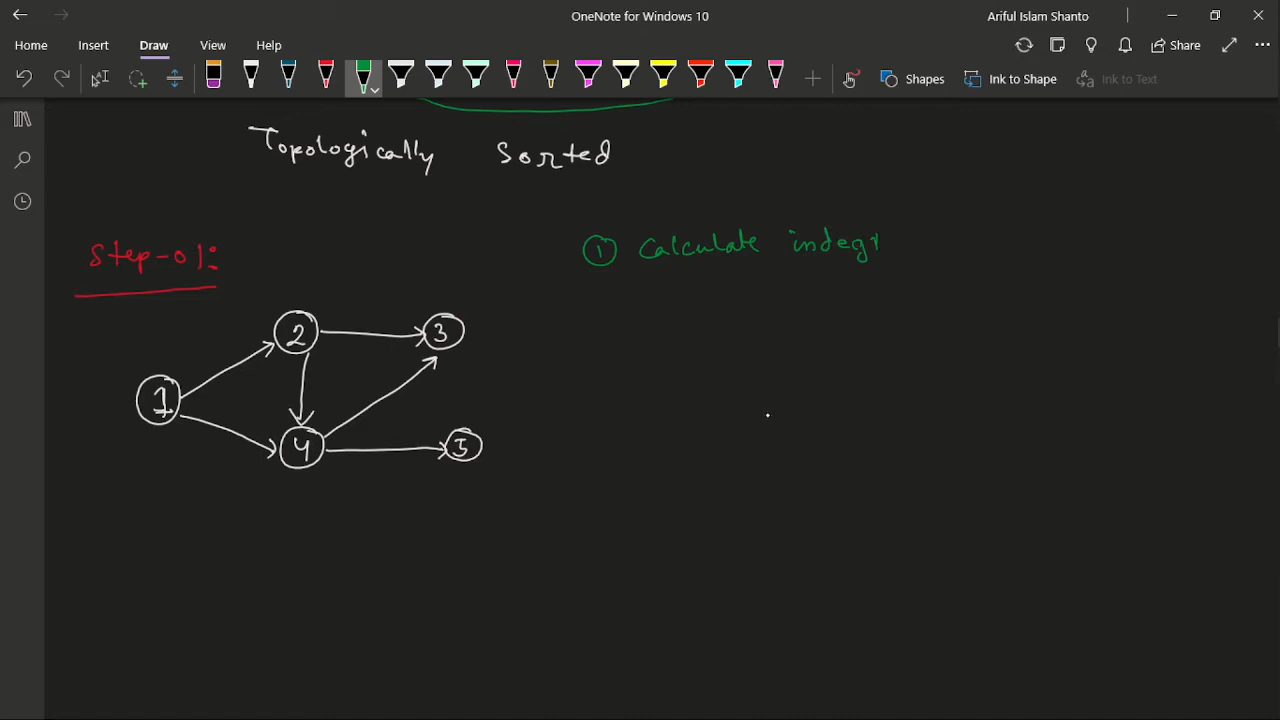 OneNote for Windows 10
Ariful Islam Shanto
Home Insert Draw View Help
Share
Shapes
Ink to Shape
Ink to Text
Topologically sorted
Step-01:
① Calculate indegr
2
3
1
4
5